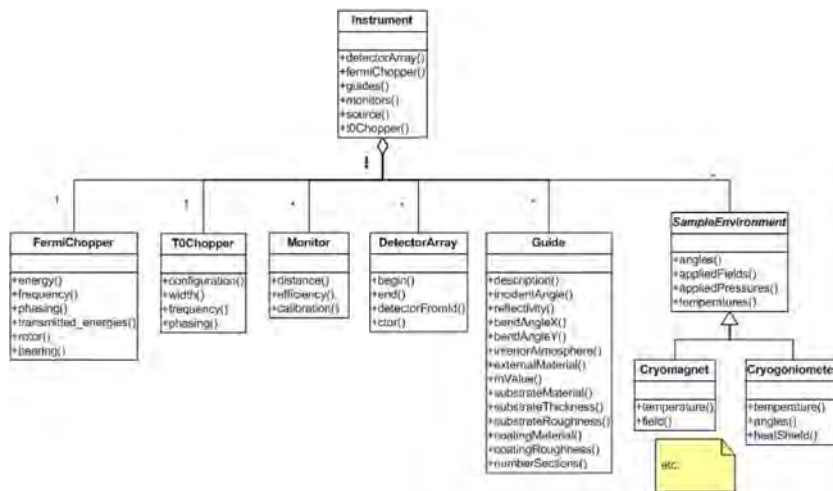 Instrument
+detectorArray()
+fermiChopper()
+guides()
+monitors()
+source()
+t0Chopper()
1
1
1
*
*
*
*
FermiChopper
+energy()
+frequency()
+phasing()
+transmitted_energies()
+rotor()
+bearing()
T0Chopper
+configuration()
+width()
+frequency()
+phasing()
Monitor
+distance()
+efficiency()
+calibration()
DetectorArray
+begin()
+end()
+detectorFromId()
+ctor()
Guide
+description()
+incidentAngle()
+reflectivity()
+bendAngleX()
+bendAngleY()
+interiorAtmosphere()
+externalMaterial()
+mValue()
+substrateMaterial()
+substrateThickness()
+substrateRoughness()
+coatingMaterial()
+coatingRoughness()
+numberSections()
SampleEnvironment
+angles()
+appliedFields()
+appliedPressures()
+temperatures()
Cryomagnet
+temperature()
+field()
Cryogoniomete
+temperature()
+angles()
+heatShield()
etc.